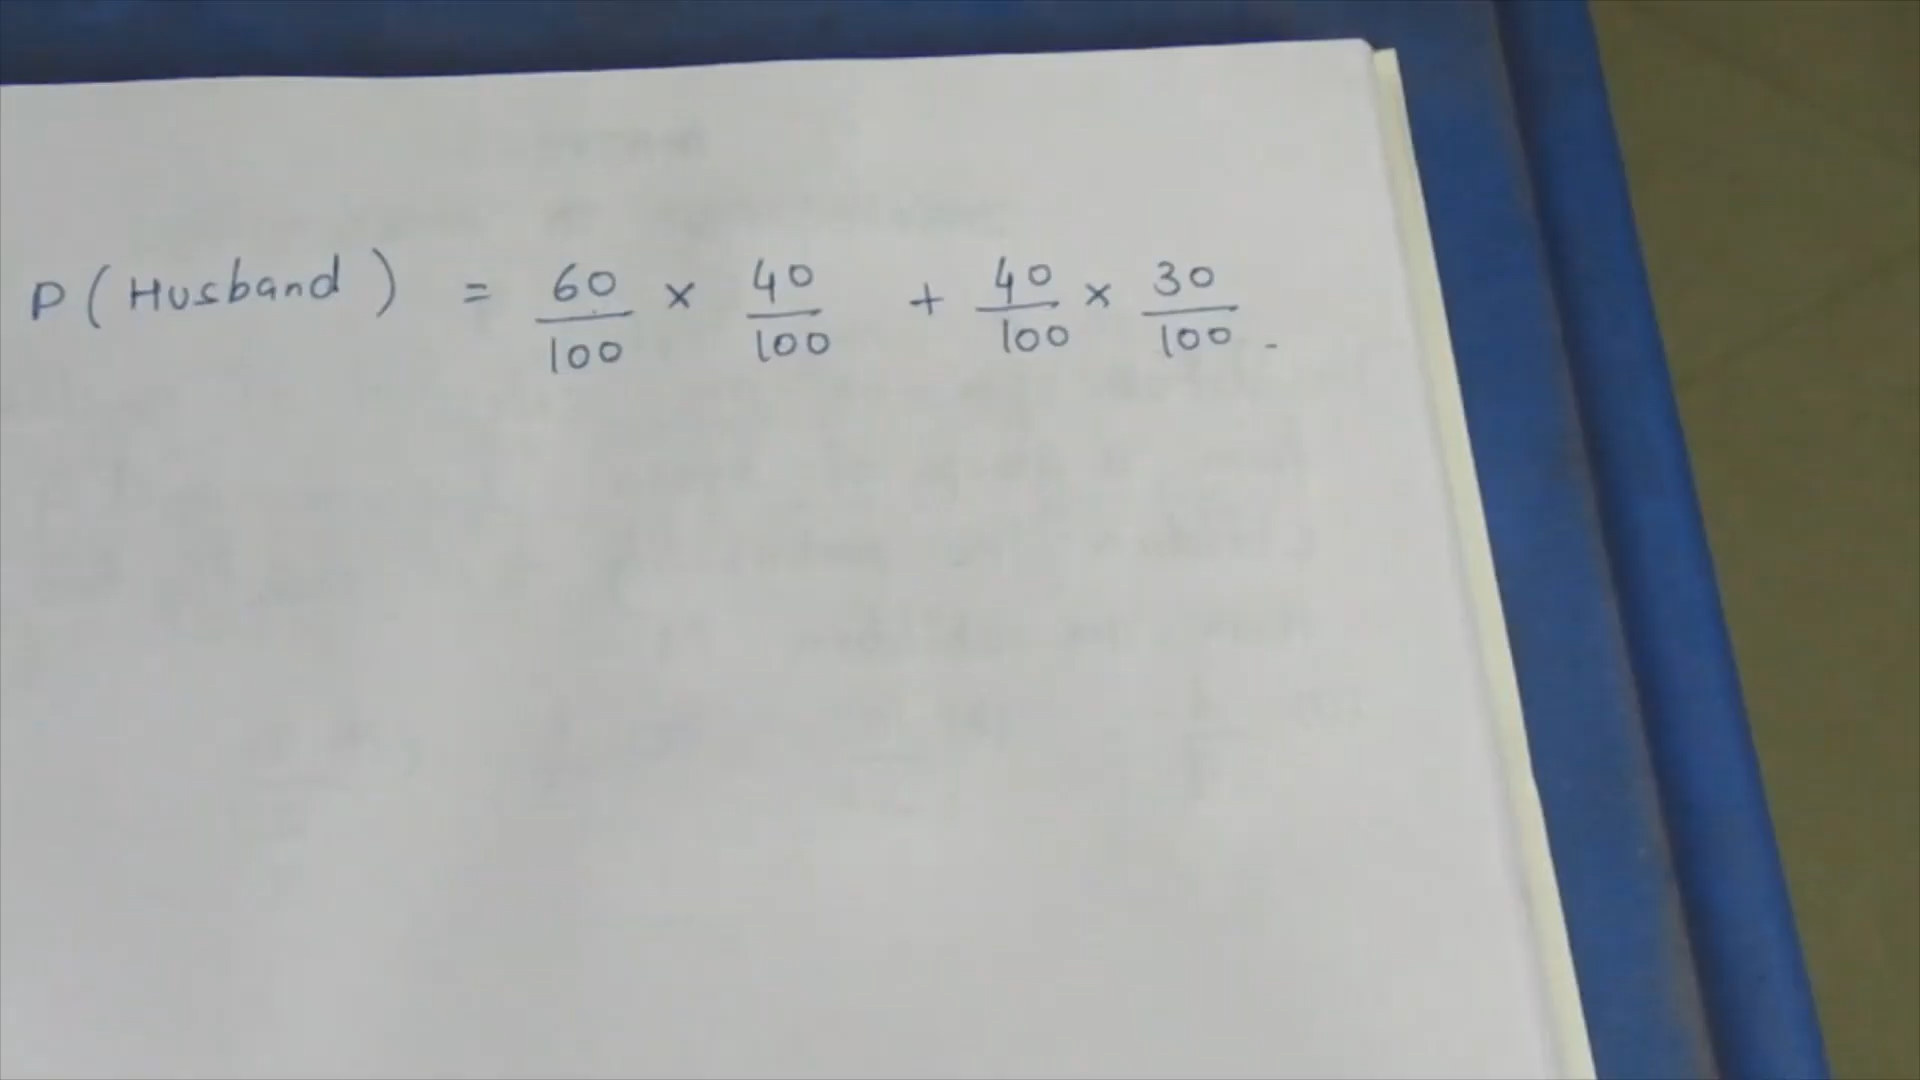 P ( Husband ) = 60/100 × 40/100 + 40/100 × 30/100 .